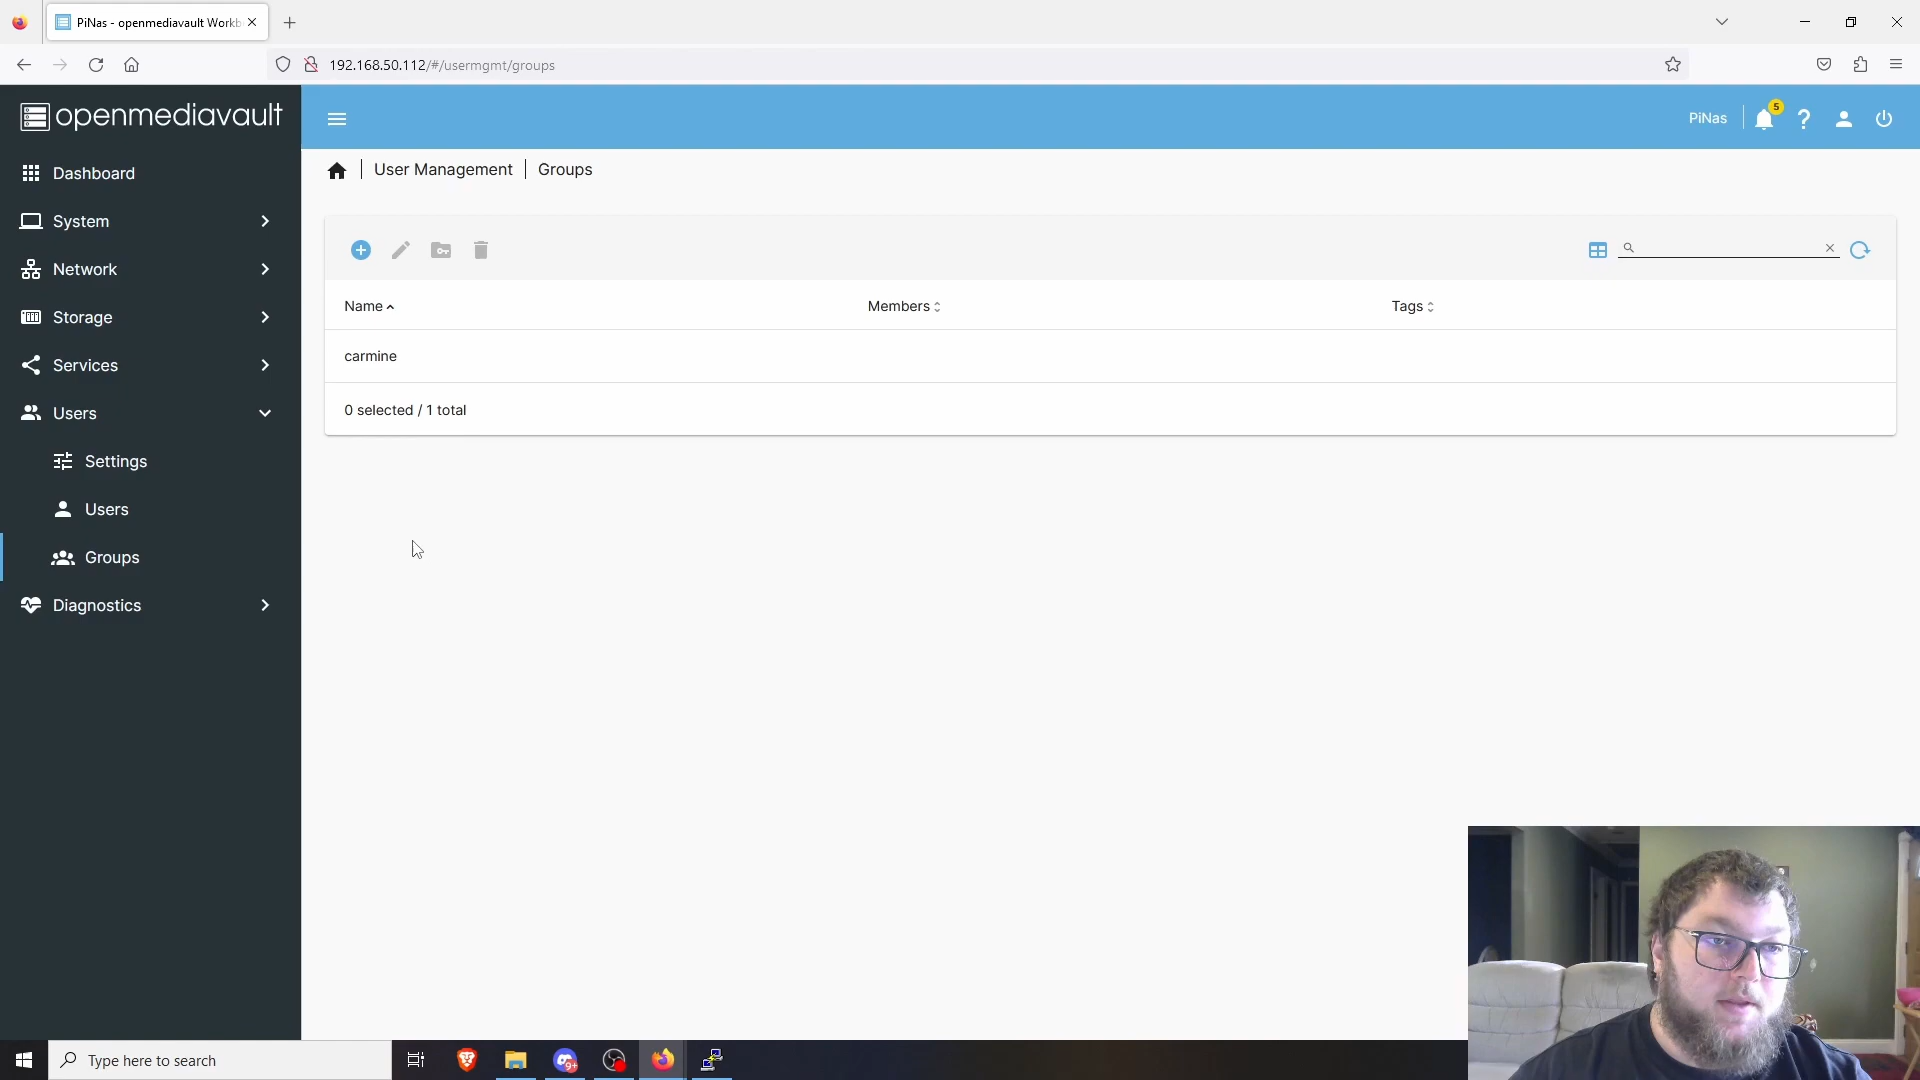 PiNas - openmediavault Workb
192.168.50.112/#/usermgmt/groups
openmediavault
PiNas
5
Dashboard
System
Network
Storage
Services
Users
Settings
Users
Groups
Diagnostics
User Management
Groups
Name
Members
Tags
carmine
0 selected / 1 total
Type here to search
9+